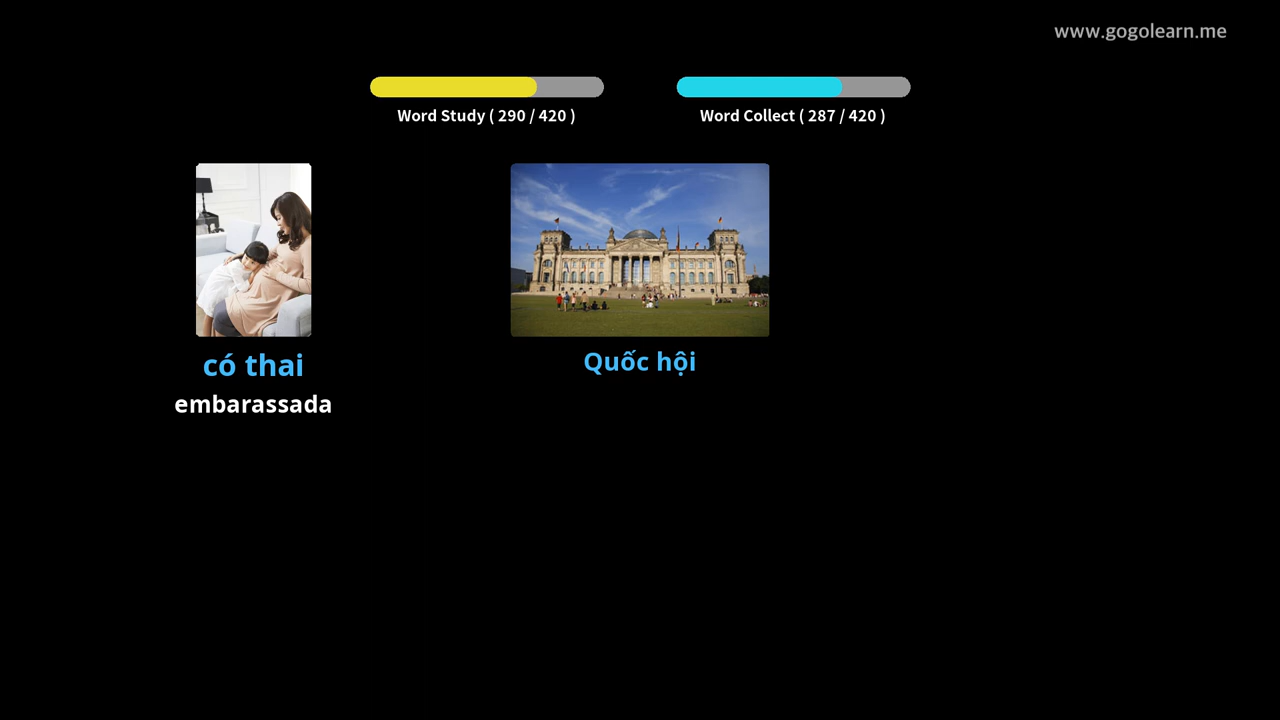 www.gogolearn.me
Word Study ( 290 / 420 )
Word Collect ( 287 / 420 )
có thai
embarassada
Quốc hội